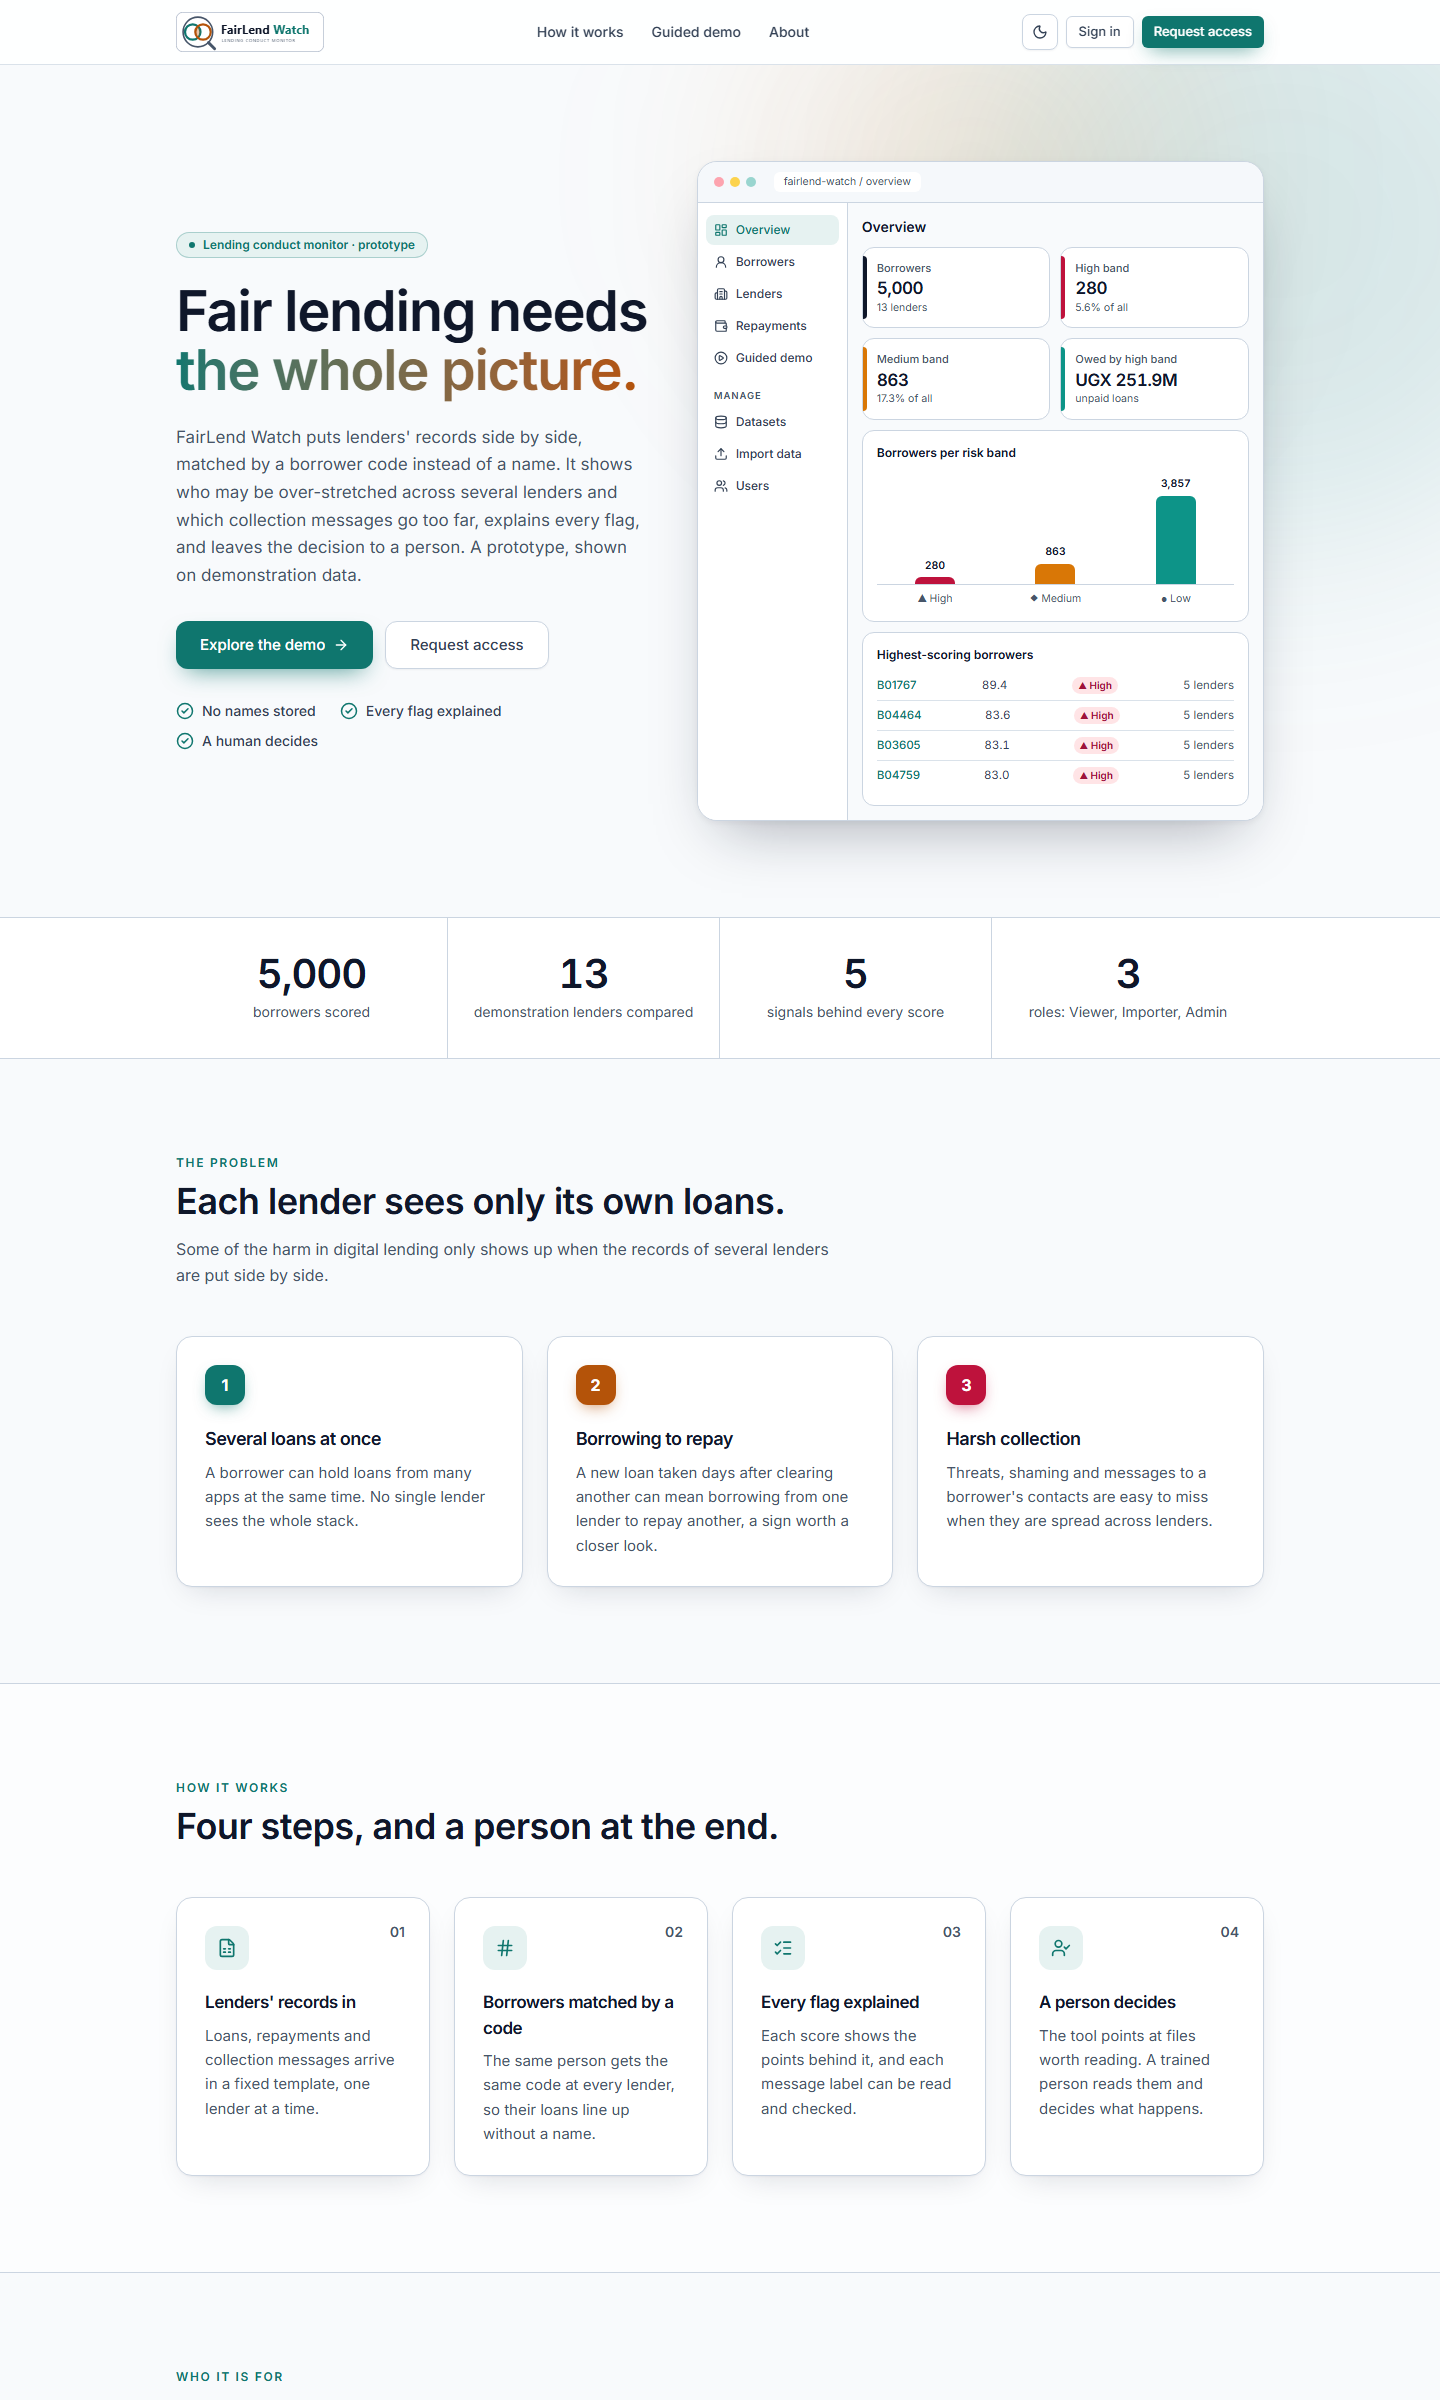 FairLend Watch
LENDING CONDUCT MONITOR
How it works
Guided demo
About
Sign in
Request access
Lending conduct monitor · prototype
Fair lending needs
the whole picture.
FairLend Watch puts lenders' records side by side,
matched by a borrower code instead of a name. It shows
who may be over-stretched across several lenders and
which collection messages go too far, explains every flag,
and leaves the decision to a person. A prototype, shown
on demonstration data.
Explore the demo →
Request access
No names stored
Every flag explained
A human decides
fairlend-watch / overview
Overview
Borrowers
Lenders
Repayments
Guided demo
MANAGE
Datasets
Import data
Users
Overview
Borrowers
5,000
13 lenders
High band
280
5.6% of all
Medium band
863
17.3% of all
Owed by high band
UGX 251.9M
unpaid loans
Borrowers per risk band
280
863
3,857
▲ High
◆ Medium
● Low
Highest-scoring borrowers
B01767 89.4 ▲ High 5 lenders
B04464 83.6 ▲ High 5 lenders
B03605 83.1 ▲ High 5 lenders
B04759 83.0 ▲ High 5 lenders
5,000
borrowers scored
13
demonstration lenders compared
5
signals behind every score
3
roles: Viewer, Importer, Admin
THE PROBLEM
Each lender sees only its own loans.
Some of the harm in digital lending only shows up when the records of several lenders
are put side by side.
1
Several loans at once
A borrower can hold loans from many
apps at the same time. No single lender
sees the whole stack.
2
Borrowing to repay
A new loan taken days after clearing
another can mean borrowing from one
lender to repay another, a sign worth a
closer look.
3
Harsh collection
Threats, shaming and messages to a
borrower's contacts are easy to miss
when they are spread across lenders.
HOW IT WORKS
Four steps, and a person at the end.
01
Lenders' records in
Loans, repayments and
collection messages arrive
in a fixed template, one
lender at a time.
02
Borrowers matched by a
code
The same person gets the
same code at every lender,
so their loans line up
without a name.
03
Every flag explained
Each score shows the
points behind it, and each
message label can be read
and checked.
04
A person decides
The tool points at files
worth reading. A trained
person reads them and
decides what happens.
WHO IT IS FOR